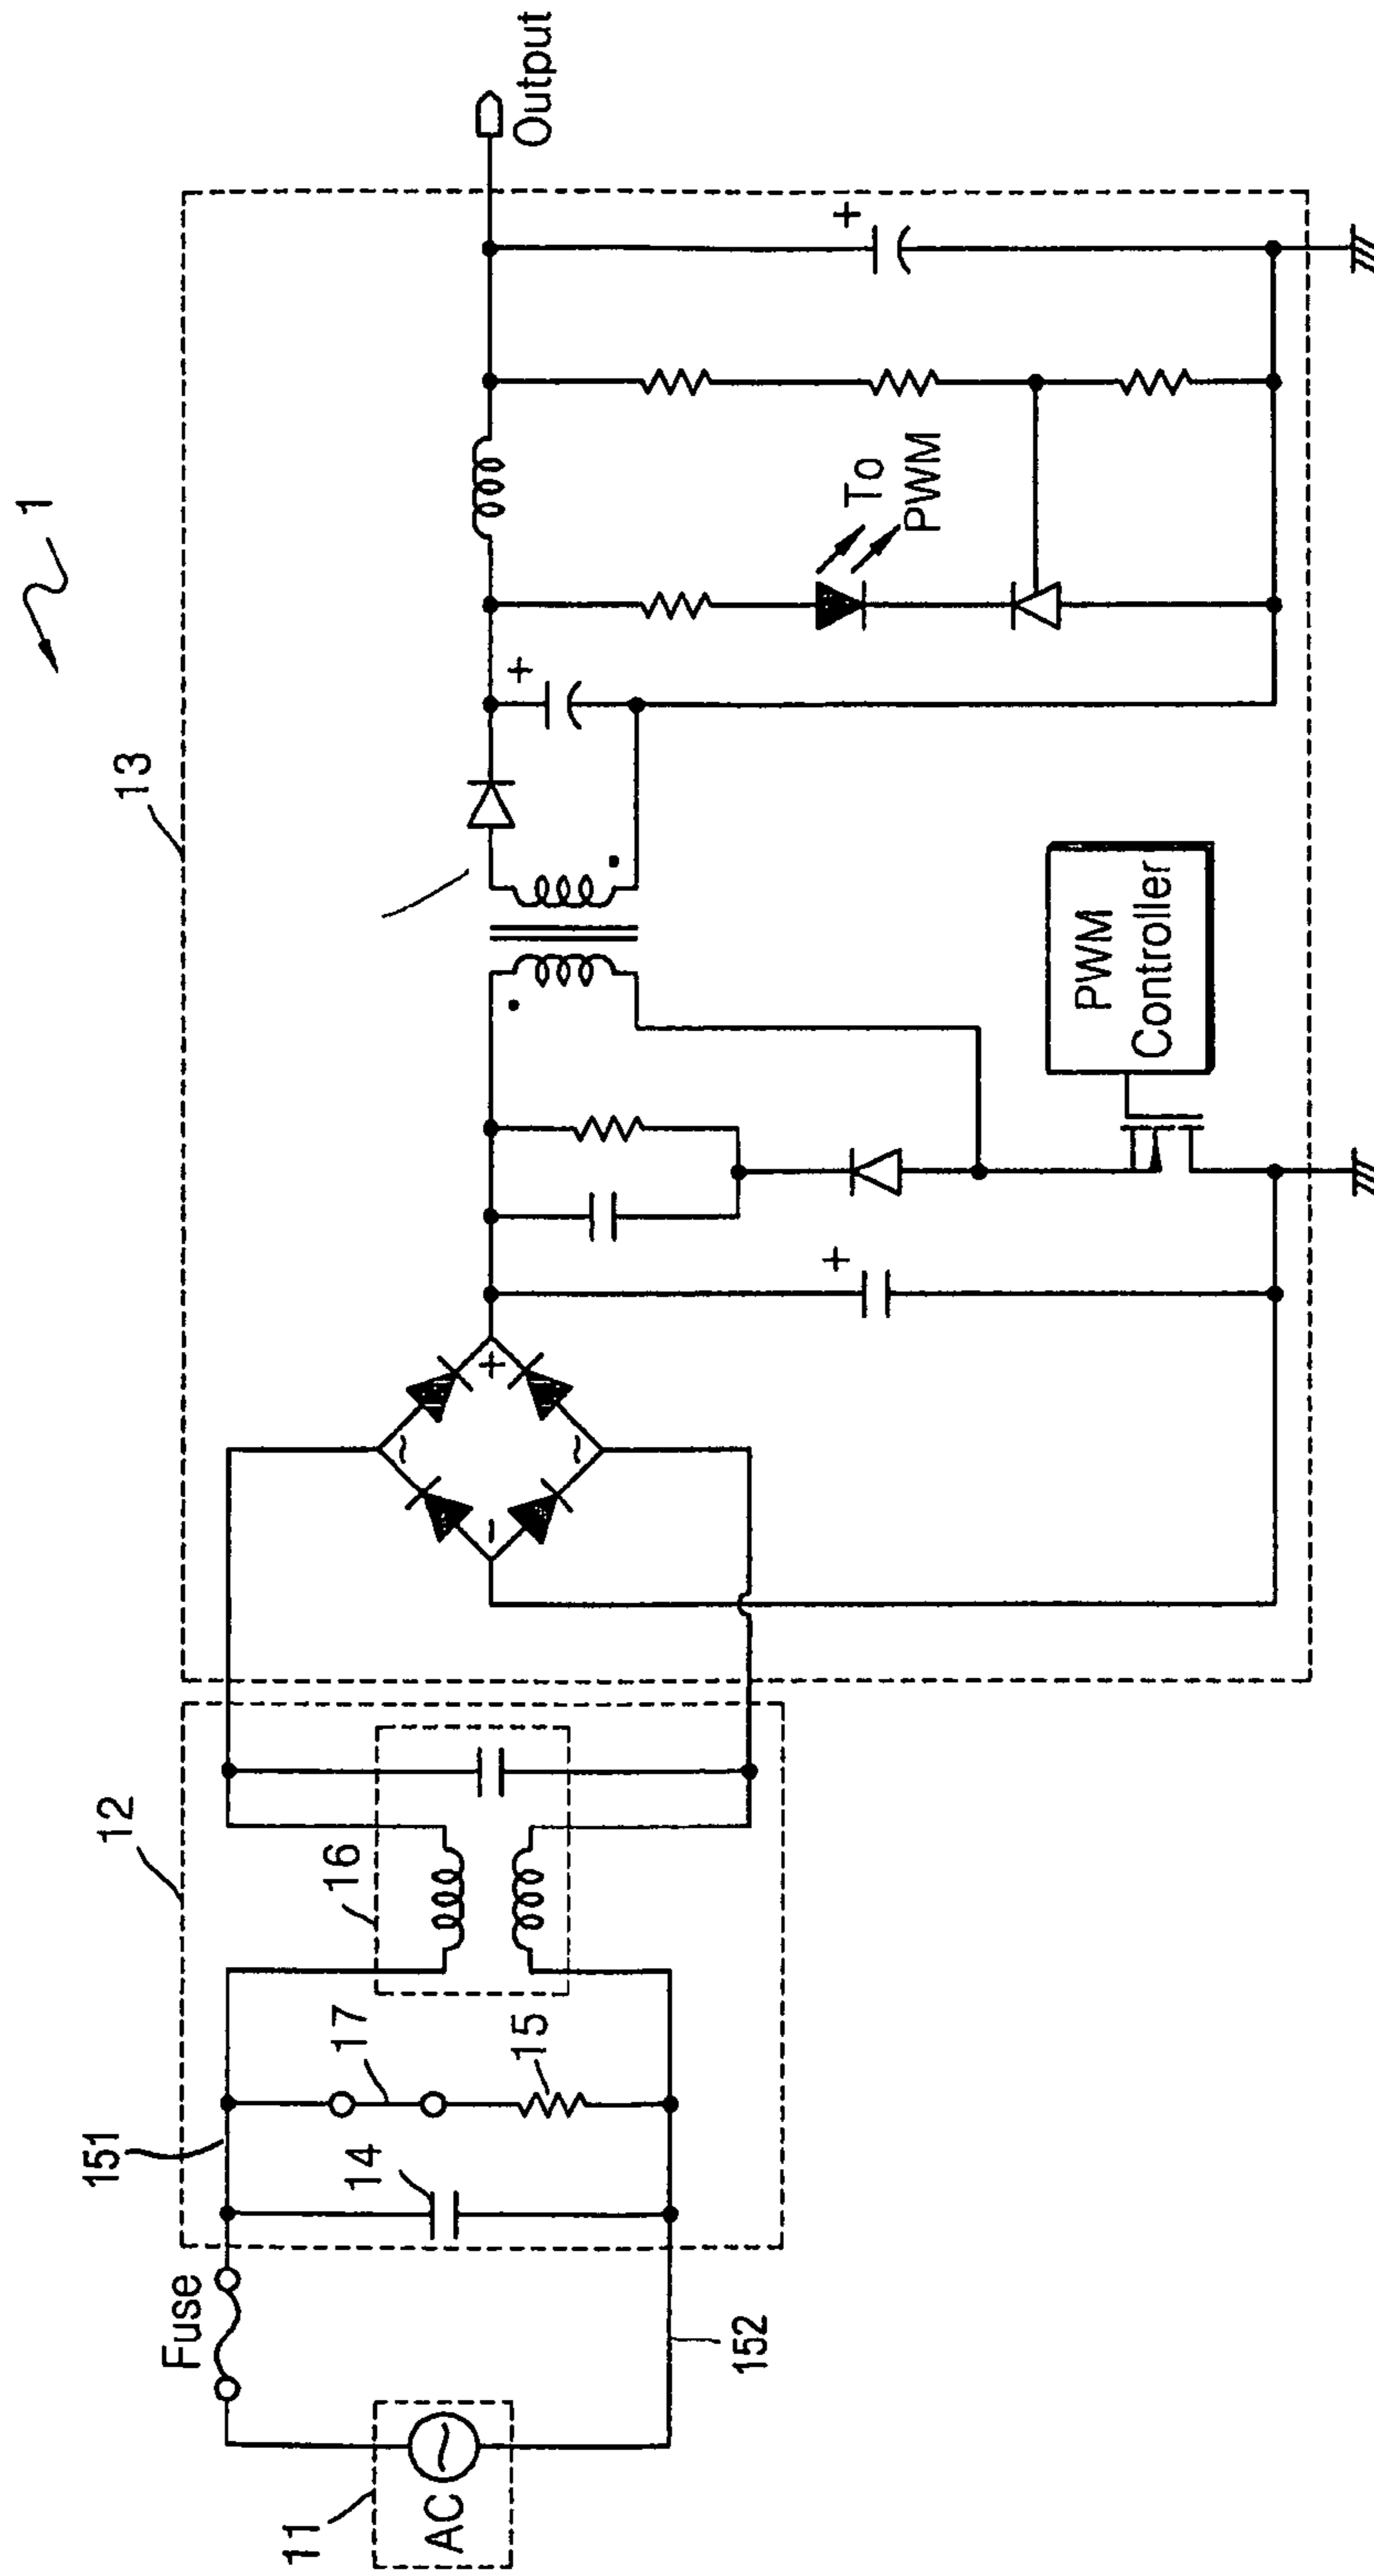 1
13
Output
To
PWM
PWM
Controller
+
+
+
+
-
~
~
12
16
17
15
151
14
Fuse
152
11
AC
~